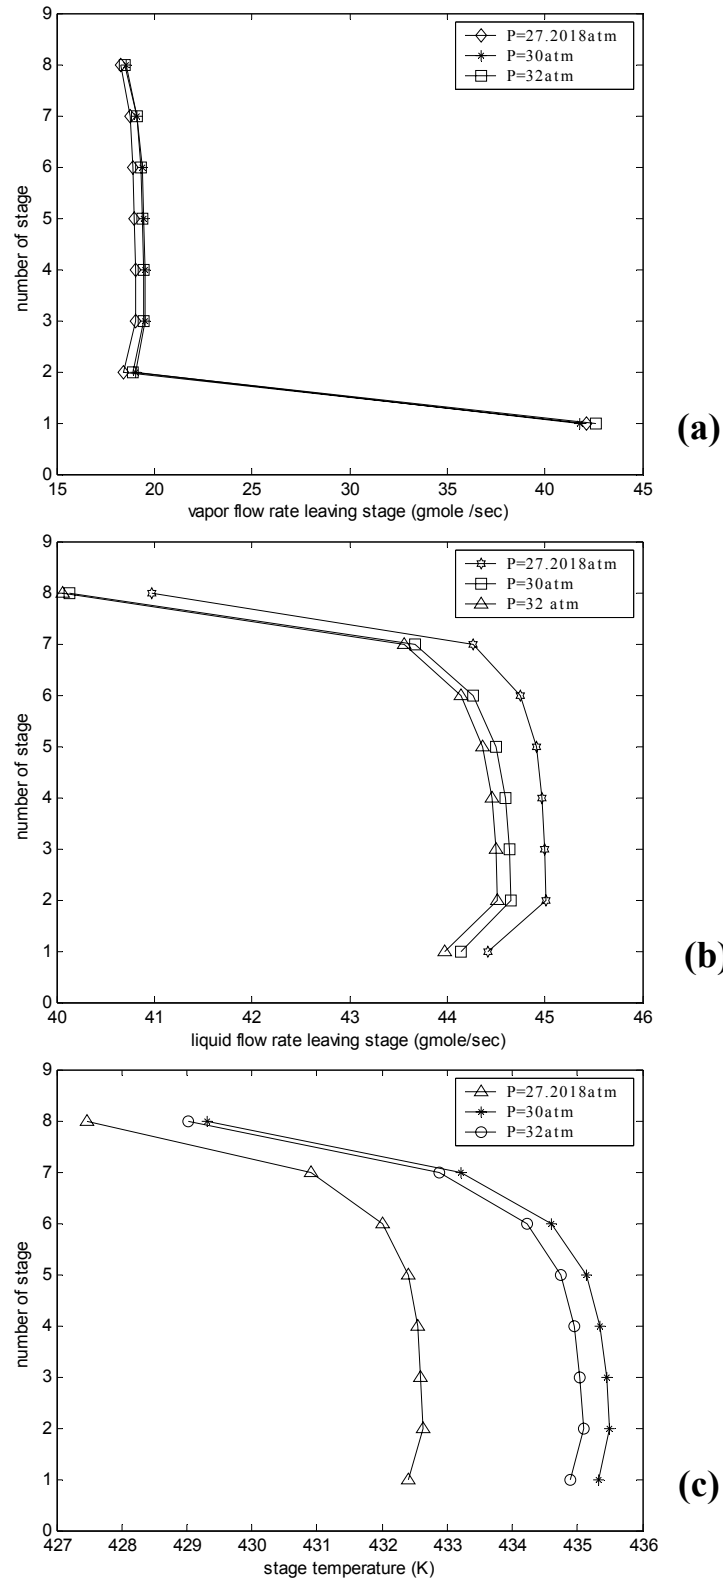 9
8
7
6
5
4
3
2
1
0
number of stage
P=27.2018atm
P=30atm
P=32atm
15 20 25 30 35 40 45
vapor flow rate leaving stage (gmole /sec)
(a)
9
8
7
6
5
4
3
2
1
0
number of stage
P=27.2018atm
P=30atm
P=32 atm
40 41 42 43 44 45 46
liquid flow rate leaving stage (gmole/sec)
(b)
9
8
7
6
5
4
3
2
1
0
number of stage
P=27.2018atm
P=30atm
P=32atm
427 428 429 430 431 432 433 434 435 436
stage temperature (K)
(c)